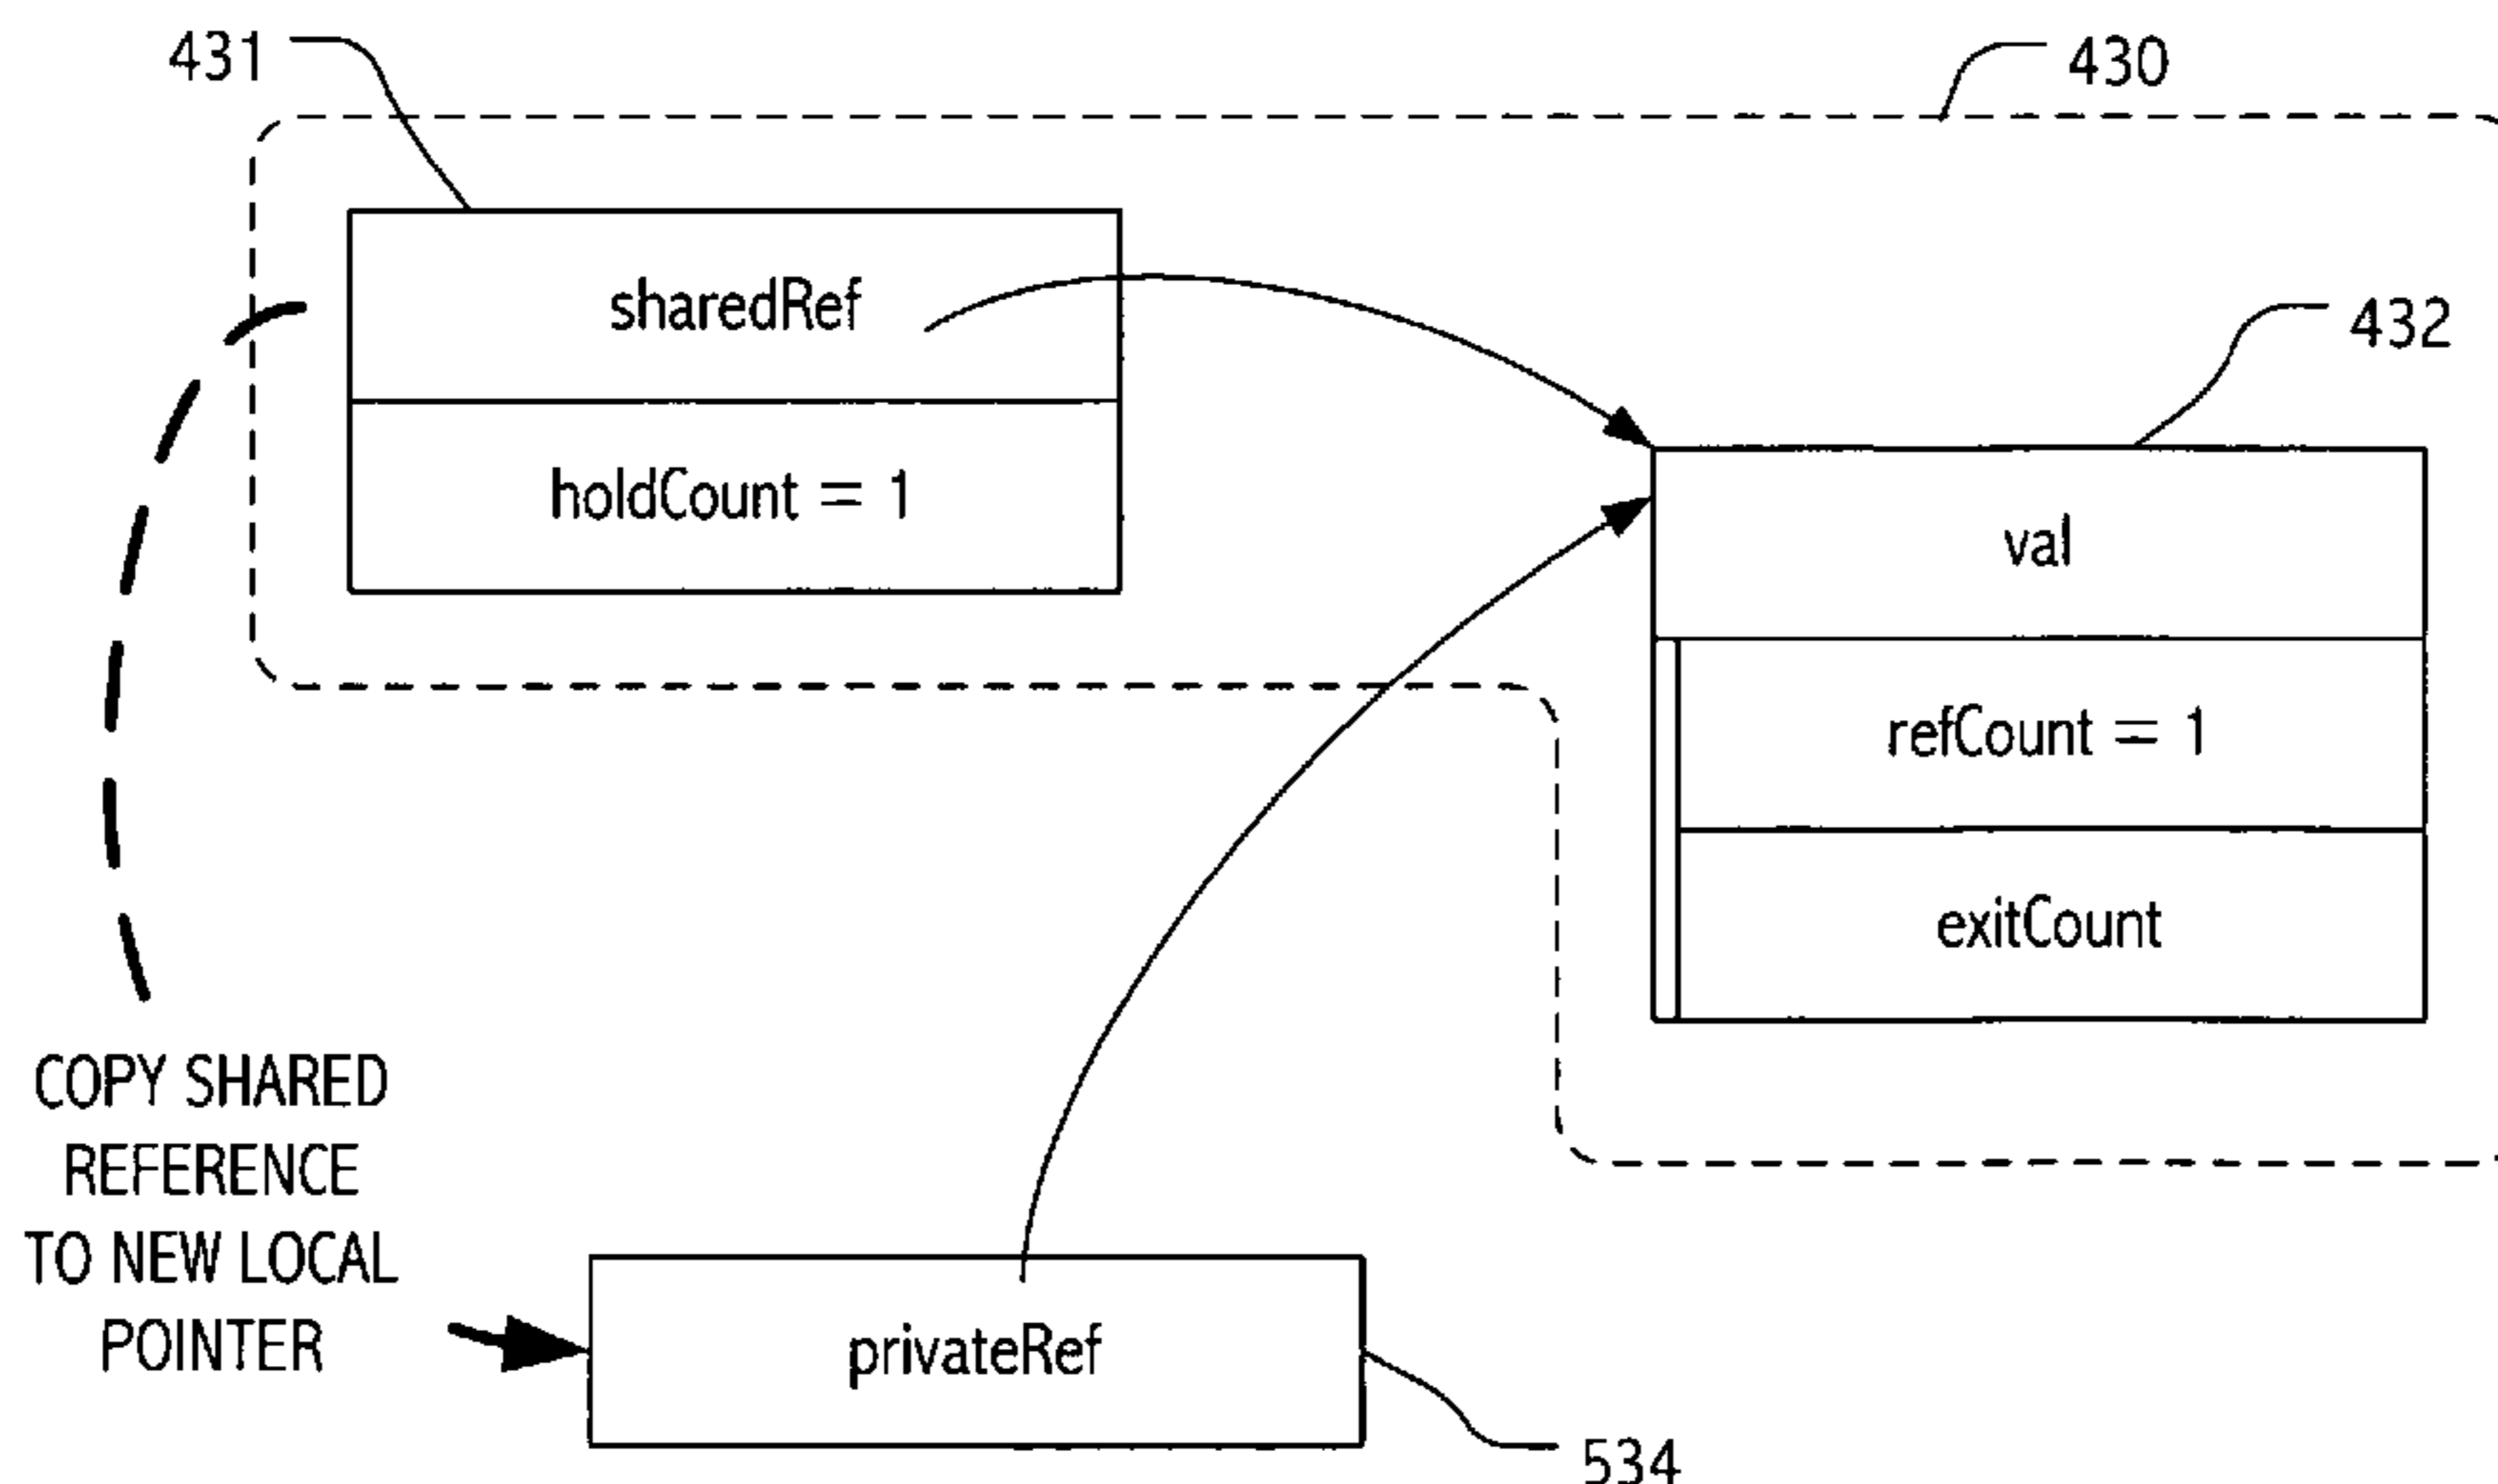 431
430
sharedRef
432
holdCount = 1
val
refCount = 1
exitCount
COPY SHARED
REFERENCE
TO NEW LOCAL
POINTER
privateRef
534